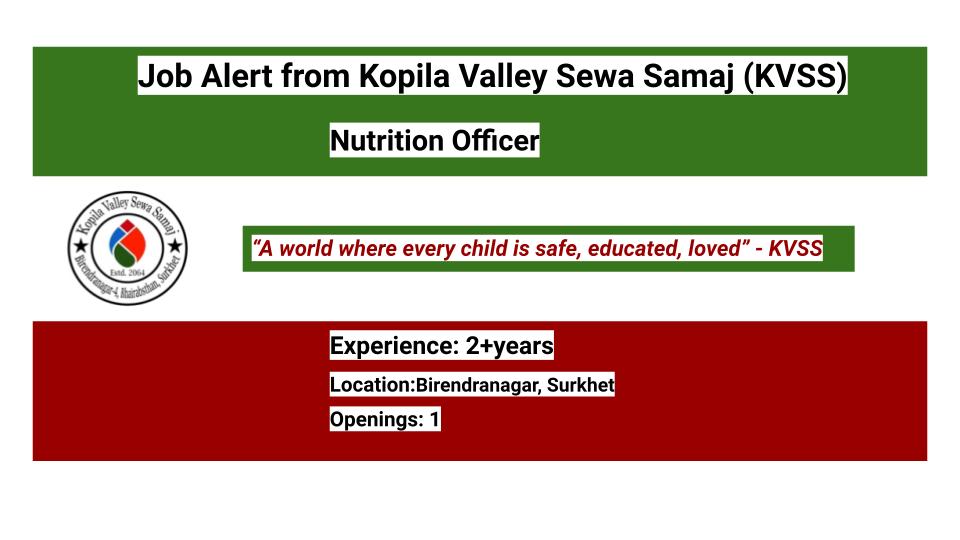 Job Alert from Kopila Valley Sewa Samaj (KVSS)
Nutrition Officer
Kopila Valley Sewa Samaj
Estd. 2064
Birendranagar-4, Bhairabsthan, Surkhet
“A world where every child is safe, educated, loved” - KVSS
Experience: 2+years
Location:Birendranagar, Surkhet
Openings: 1